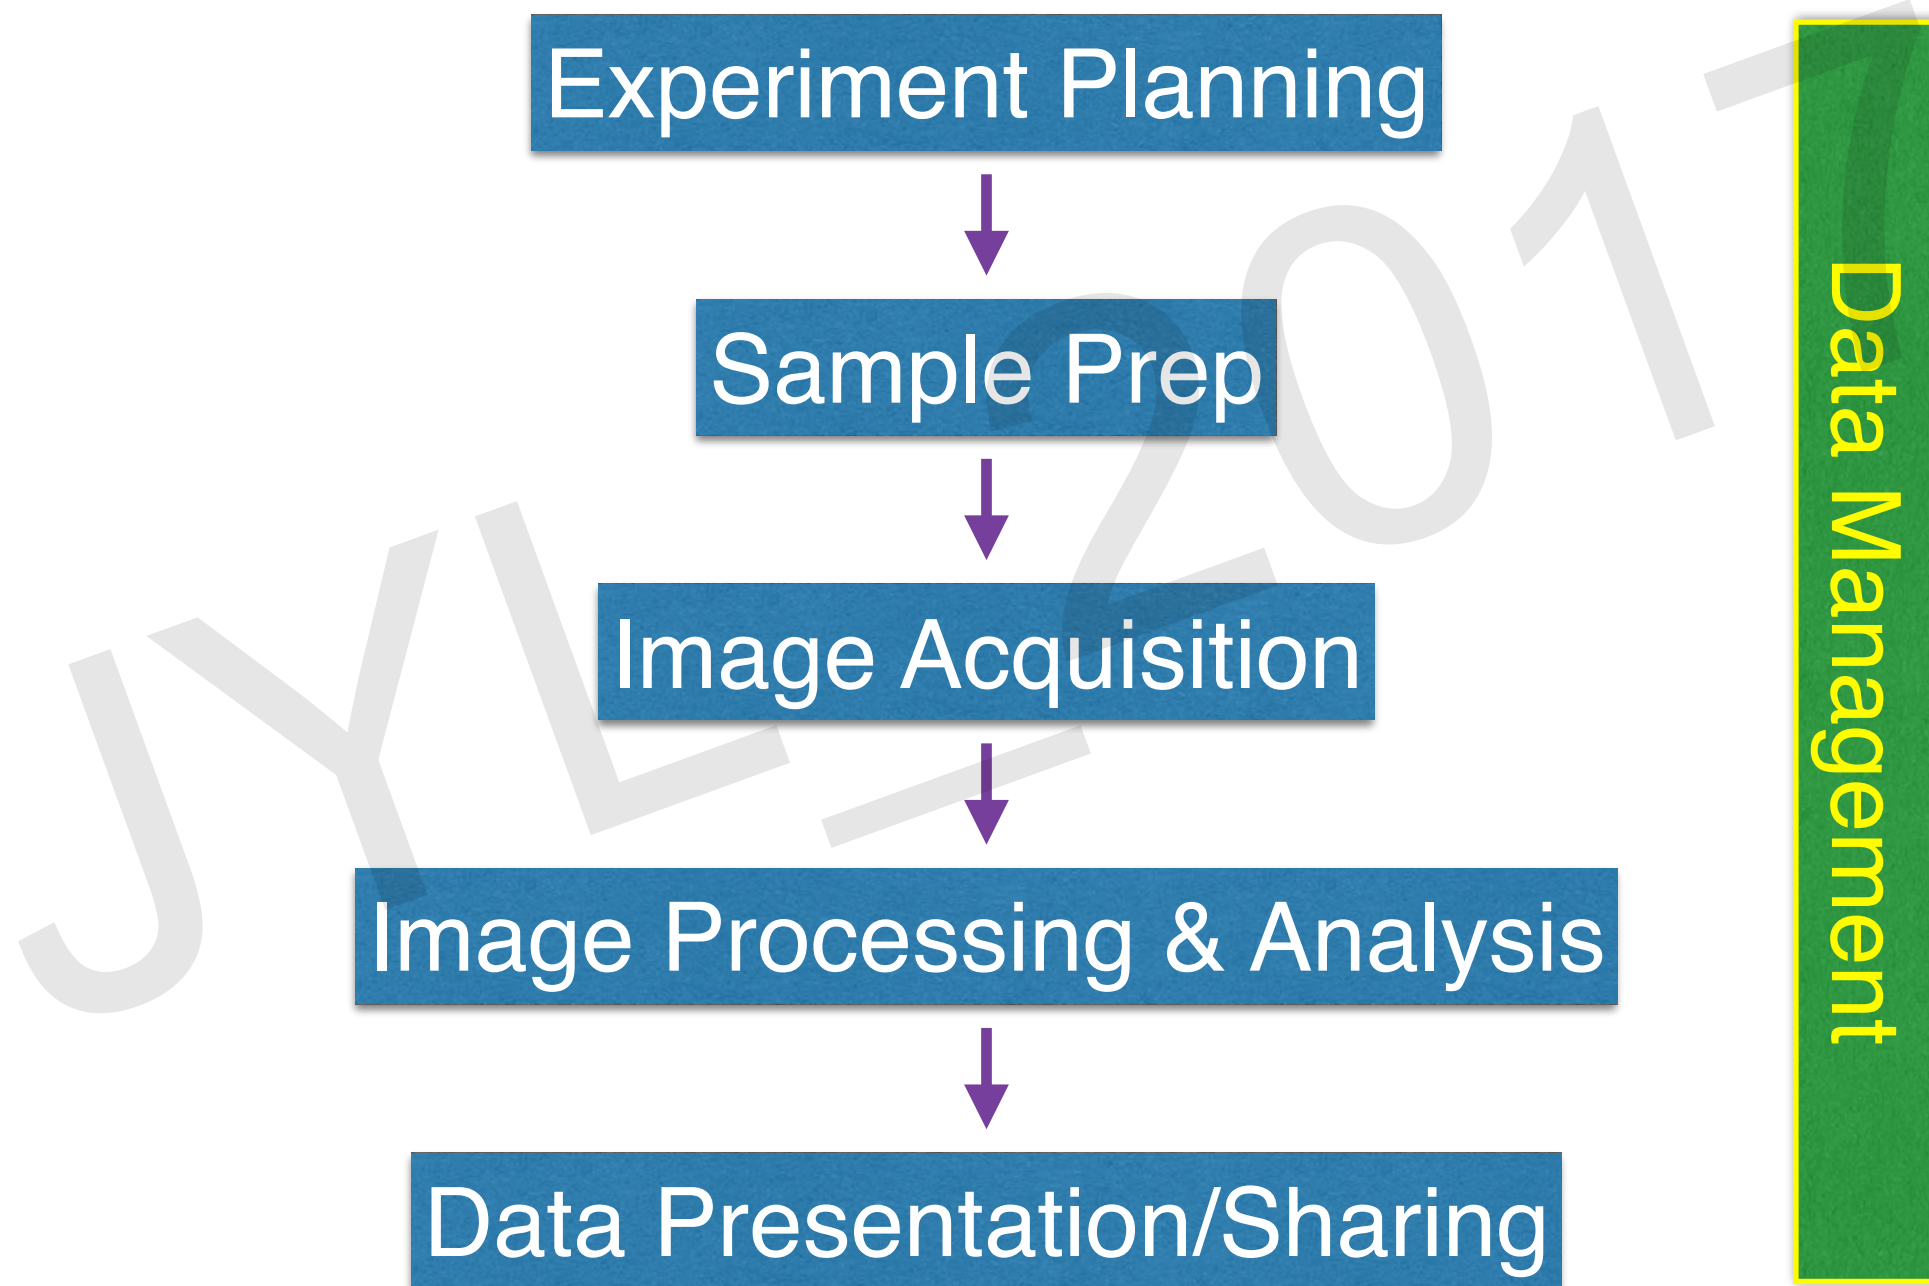 Experiment Planning
Sample Prep
Image Acquisition
Image Processing & Analysis
Data Presentation/Sharing
Data Management
JYL_2017